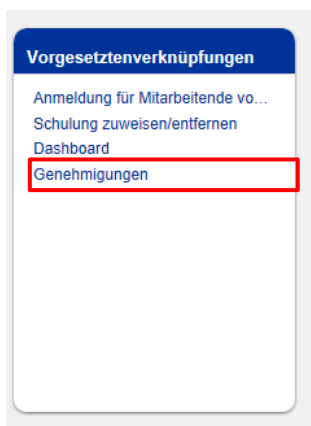 Vorgesetztenverknüpfungen
Anmeldung für Mitarbeitende vo...
Schulung zuweisen/entfernen
Dashboard
Genehmigungen